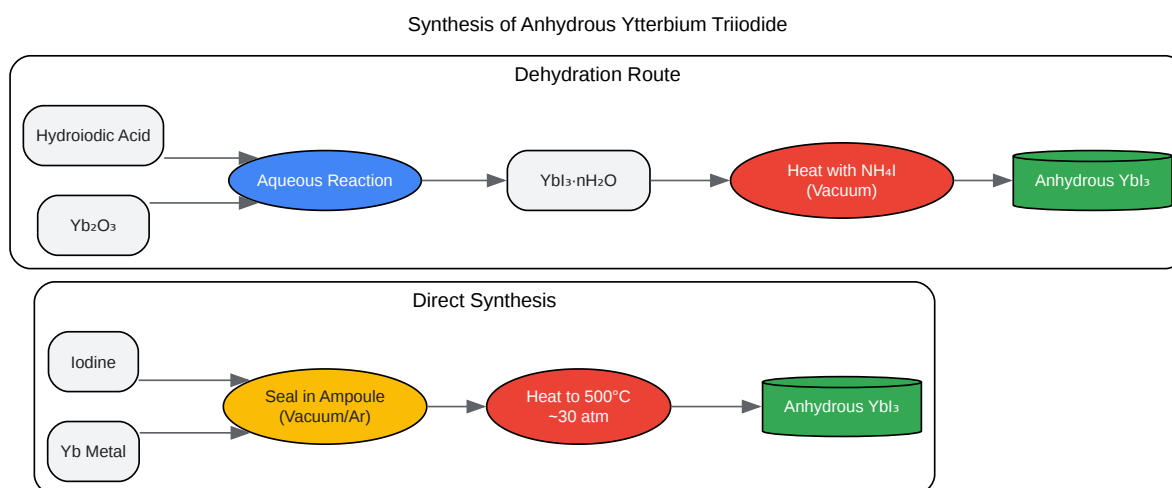 Synthesis of Anhydrous Ytterbium Triiodide
Dehydration Route
Hydroiodic Acid
Yb₂O₃
Aqueous Reaction
YbI₃·nH₂O
Heat with NH₄I
(Vacuum)
Anhydrous YbI₃
Direct Synthesis
Iodine
Yb Metal
Seal in Ampoule
(Vacuum/Ar)
Heat to 500°C
~30 atm
Anhydrous YbI₃